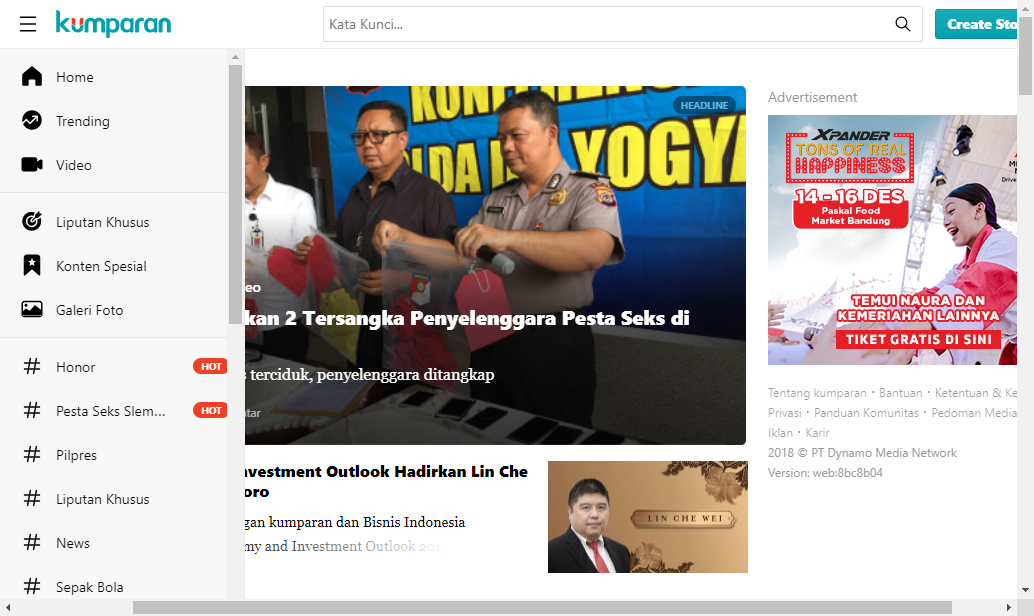 kumparan
Kata Kunci...
Create Sto
Home
Trending
Video
Liputan Khusus
Konten Spesial
Galeri Foto
Honor
HOT
Pesta Seks Slem...
HOT
Pilpres
Liputan Khusus
News
Sepak Bola
HEADLINE
YOGYA
eo
kan 2 Tersangka Penyelenggara Pesta Seks di
s terciduk, penyelenggara ditangkap
tar
nvestment Outlook Hadirkan Lin Che
oro
gan kumparan dan Bisnis Indonesia
my and Investment Outlook 2019
LIN CHE WEI
Advertisement
XPANDER
TONS OF REAL
HAPPINESS
14 - 16 DES
Paskal Food
Market Bandung
TEMUI NAURA DAN
KEMERIAHAN LAINNYA
TIKET GRATIS DI SINI
Tentang kumparan · Bantuan · Ketentuan & Ke
Privasi · Panduan Komunitas · Pedoman Media
Iklan · Karir
2018 © PT Dynamo Media Network
Version: web:8bc8b04